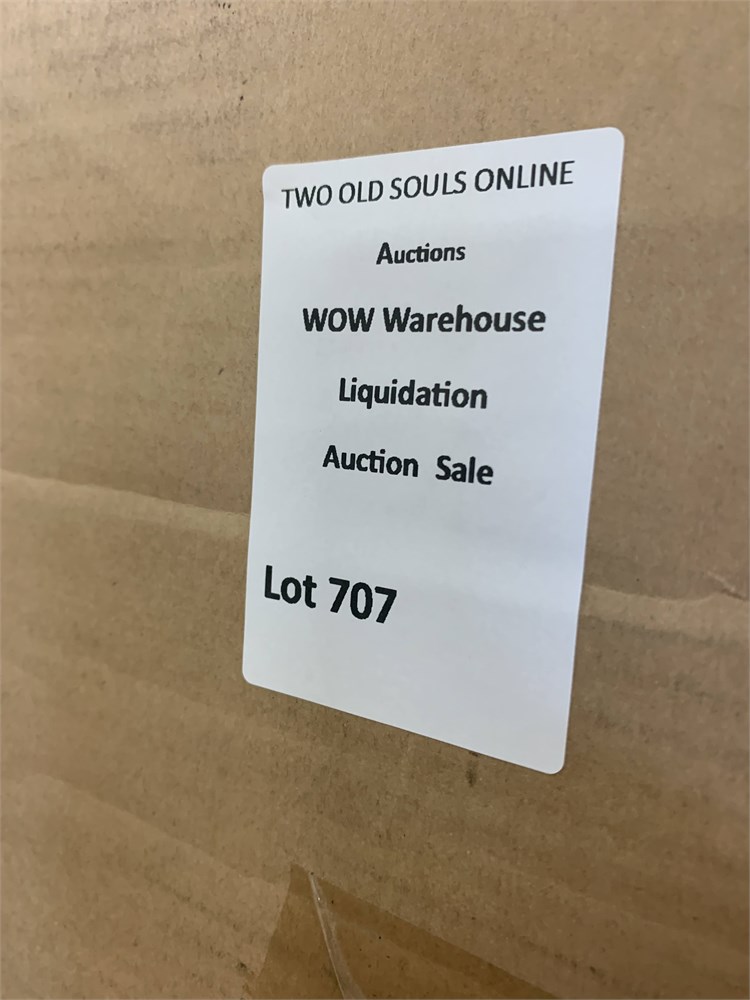 TWO OLD SOULS ONLINE
Auctions
WOW Warehouse
Liquidation
Auction Sale
Lot 707